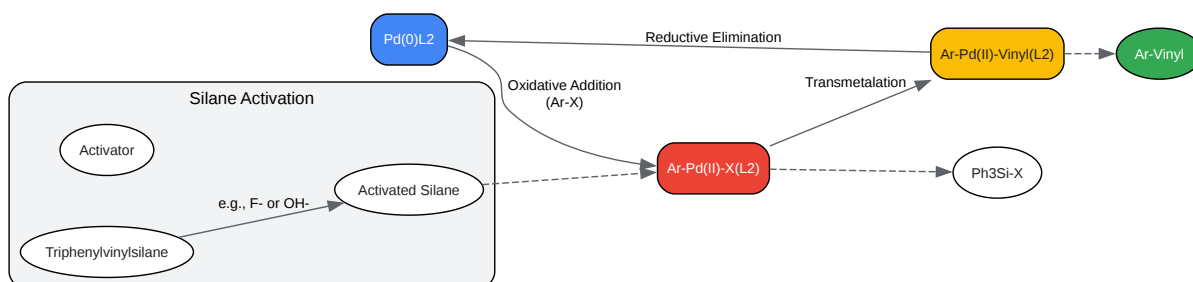 Pd(0)L2
Reductive Elimination
Ar-Pd(II)-Vinyl(L2)
Ar-Vinyl
Oxidative Addition
(Ar-X)
Transmetalation
Silane Activation
Activator
Ar-Pd(II)-X(L2)
Ph3Si-X
Activated Silane
e.g., F- or OH-
Triphenylvinylsilane